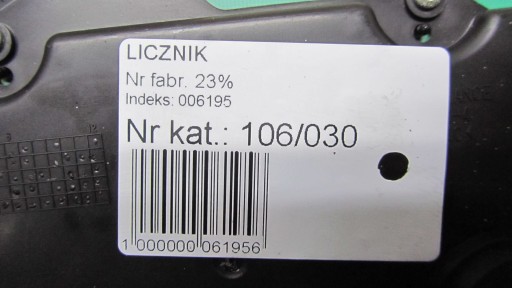 LICZNIK
Nr fabr. 23%
Indeks: 006195
Nr kat.: 106/030
1 000000 061956